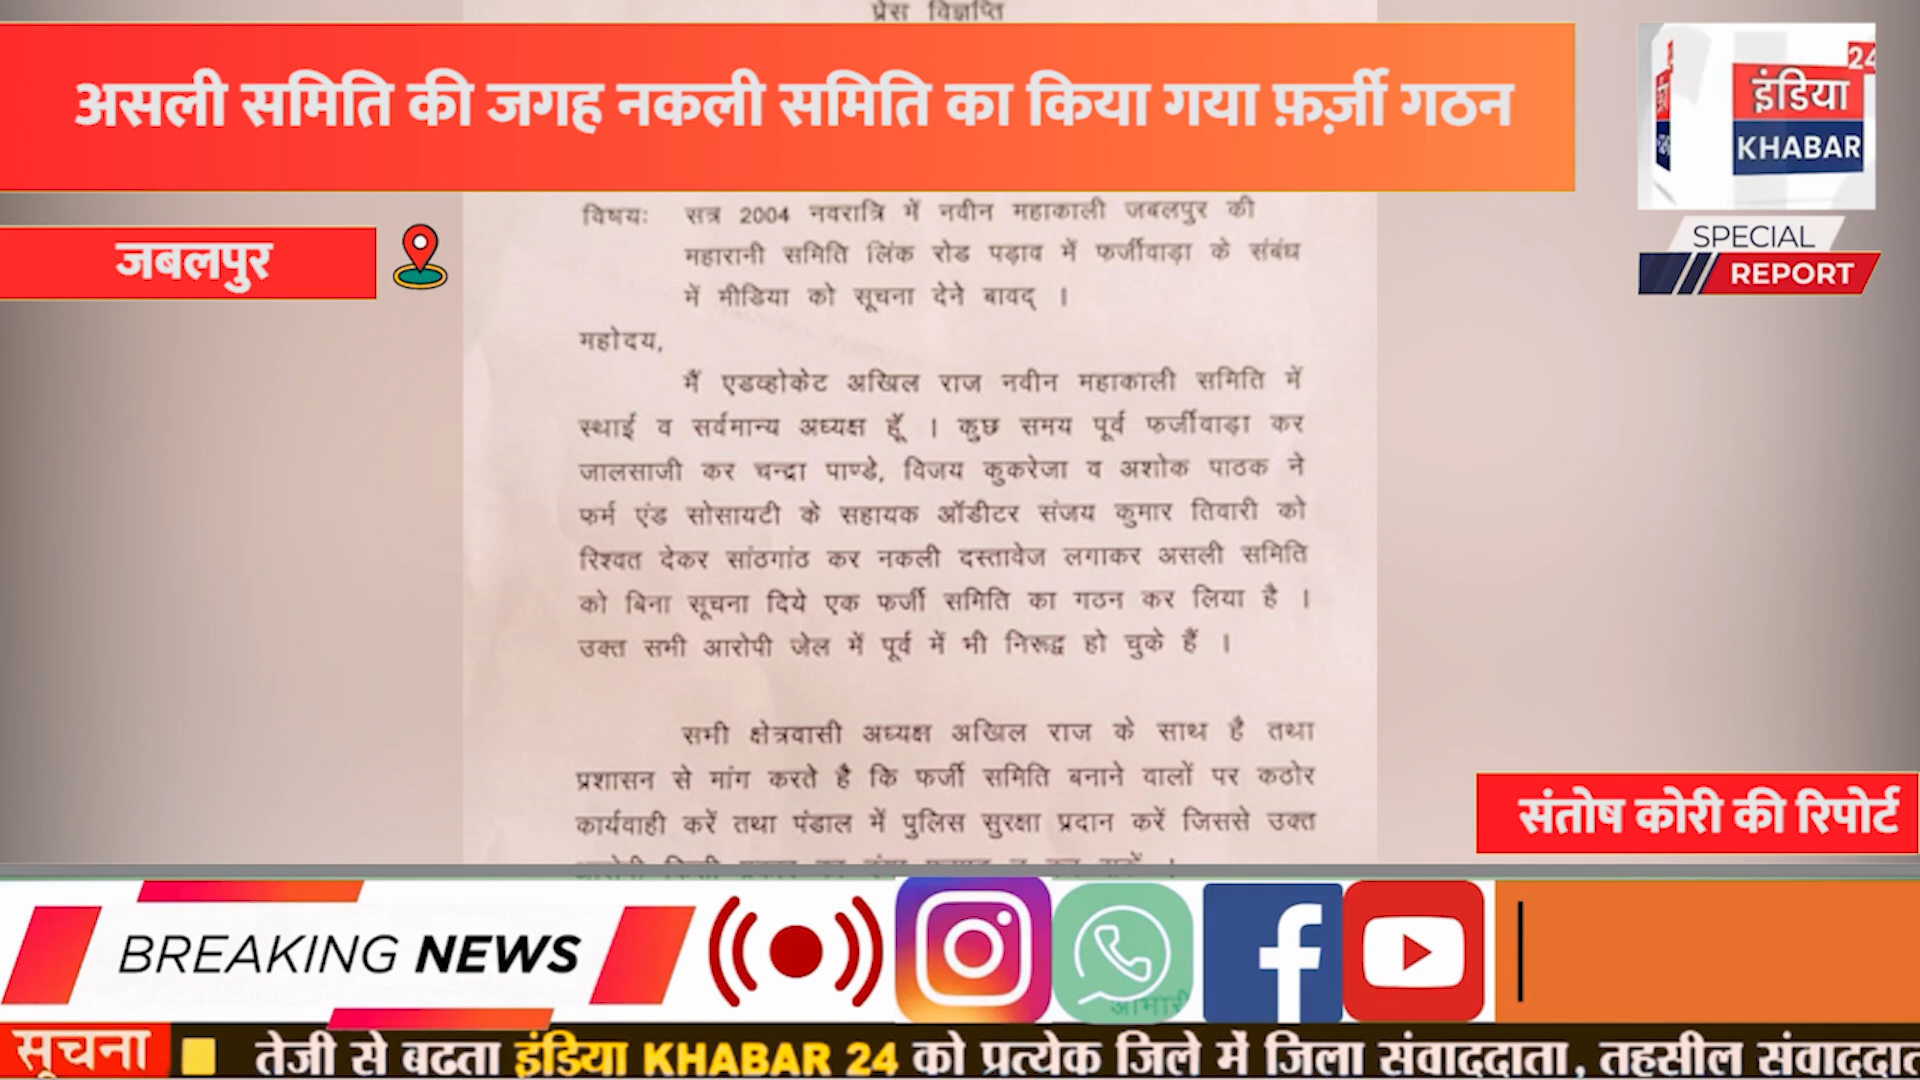 प्रेस विज्ञप्ति
असली समिति की जगह नकली समिति का किया गया फ़र्ज़ी गठन
24
इंडिया
KHABAR
SPECIAL
REPORT
जबलपुर
विषयः सत्र 2004 नवरात्रि में नवीन महाकाली जबलपुर की
महारानी समिति लिंक रोड पड़ाव में फर्जीवाड़ा के संबंध
में मीडिया को सूचना देने बावद् ।
महोदय,
मैं एडव्होकेट अखिल राज नवीन महाकाली समिति में
स्थाई व सर्वमान्य अध्यक्ष हूँ । कुछ समय पूर्व फर्जीवाड़ा कर
जालसाजी कर चन्द्रा पाण्डे, विजय कुकरेजा व अशोक पाठक ने
फर्म एंड सोसायटी के सहायक ऑडीटर संजय कुमार तिवारी को
रिश्वत देकर सांठगांठ कर नकली दस्तावेज लगाकर असली समिति
को बिना सूचना दिये एक फर्जी समिति का गठन कर लिया है ।
उक्त सभी आरोपी जेल में पूर्व में भी निरूद्व हो चुके हैं ।
सभी क्षेत्रवासी अध्यक्ष अखिल राज के साथ है तथा
प्रशासन से मांग करते है कि फर्जी समिति बनाने वालों पर कठोर
कार्यवाही करें तथा पंडाल में पुलिस सुरक्षा प्रदान करें जिससे उक्त
संतोष कोरी की रिपोर्ट
BREAKING NEWS
आभारी
सूचना तेजी से बढता इंडिया KHABAR 24 को प्रत्येक जिले में जिला संवाददाता, तहसील